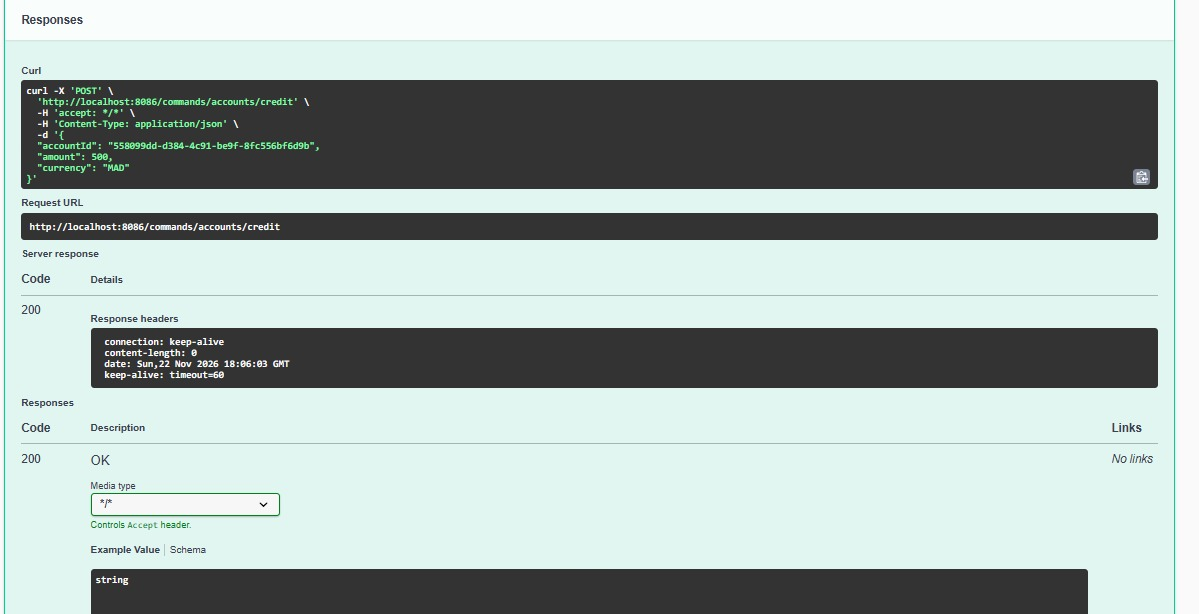 Responses
Curl
curl -X 'POST' \
'http://localhost:8086/commands/accounts/credit' \
-H 'accept: */*' \
-H 'Content-Type: application/json' \
-d '{
"accountId": "558099dd-d384-4c91-be9f-8fc556bf6d9b",
"amount": 500,
"currency": "MAD"
}'
Request URL
http://localhost:8086/commands/accounts/credit
Server response
Code Details
200
Response headers
connection: keep-alive
content-length: 0
date: Sun,22 Nov 2026 18:06:03 GMT
keep-alive: timeout=60
Responses
Code Description Links
200 OK No links
Media type
*/*
Controls Accept header.
Example Value Schema
string